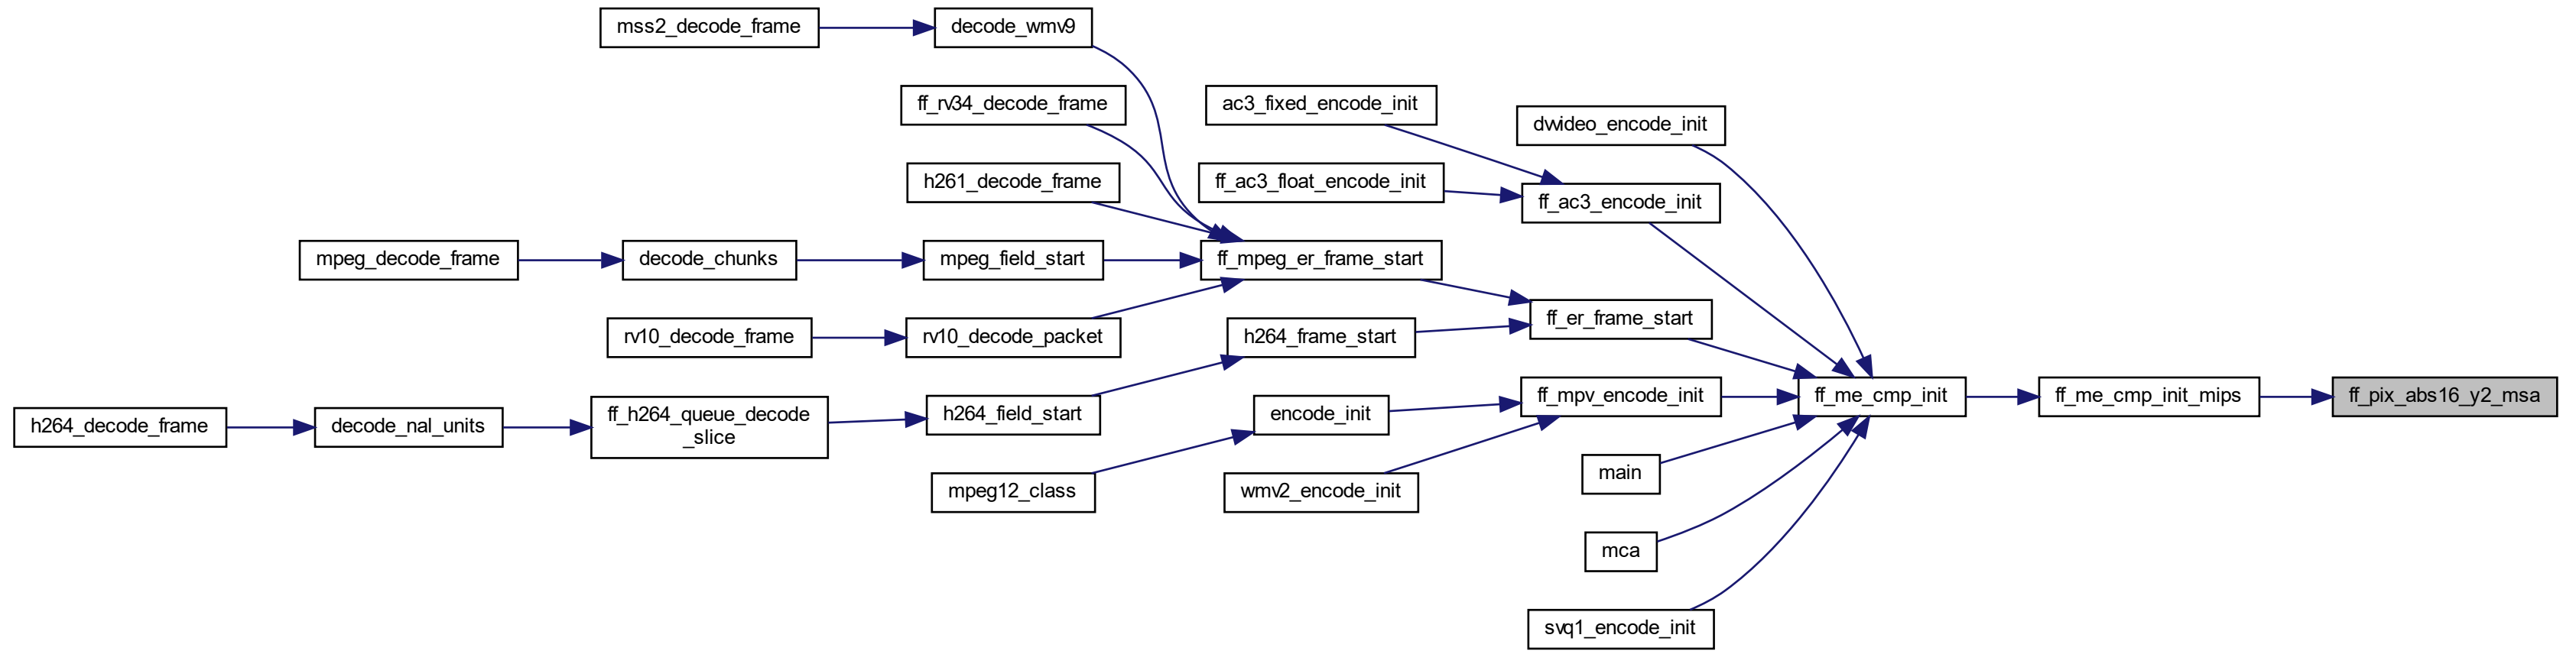 mss2_decode_frame
decode_wmv9
ff_rv34_decode_frame
ac3_fixed_encode_init
dvvideo_encode_init
h261_decode_frame
ff_ac3_float_encode_init
ff_ac3_encode_init
mpeg_decode_frame
decode_chunks
mpeg_field_start
ff_mpeg_er_frame_start
rv10_decode_frame
rv10_decode_packet
h264_frame_start
ff_er_frame_start
h264_decode_frame
decode_nal_units
ff_h264_queue_decode
_slice
h264_field_start
encode_init
ff_mpv_encode_init
ff_me_cmp_init
ff_me_cmp_init_mips
ff_pix_abs16_y2_msa
mpeg12_class
wmv2_encode_init
main
mca
svq1_encode_init